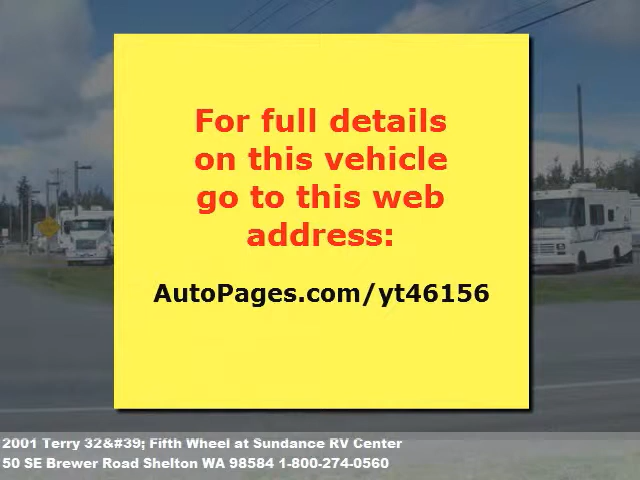 For full details
on this vehicle
go to this web
address:
AutoPages.com/yt46156
2001 Terry 32&#39; Fifth Wheel at Sundance RV Center
50 SE Brewer Road Shelton WA 98584 1-800-274-0560